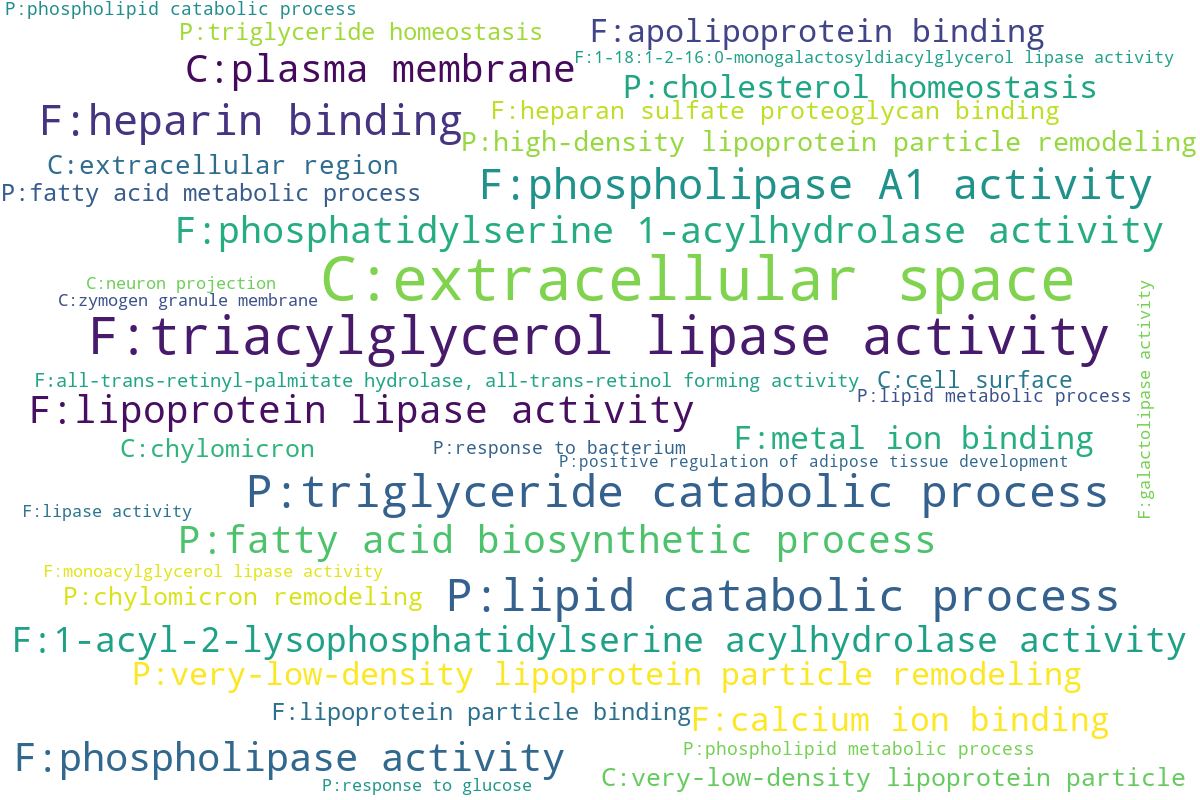 P:phospholipid catabolic process
P:triglyceride homeostasis
F:apolipoprotein binding
F:1-18:1-2-16:0-monogalactosyldiacylglycerol lipase activity
C:plasma membrane
P:cholesterol homeostasis
F:heparin binding
F:heparan sulfate proteoglycan binding
P:high-density lipoprotein particle remodeling
C:extracellular region
P:fatty acid metabolic process
F:phospholipase A1 activity
F:phosphatidylserine 1-acylhydrolase activity
C:extracellular space
C:neuron projection
C:zymogen granule membrane
F:triacylglycerol lipase activity
F:galactolipase activity
F:all-trans-retinyl-palmitate hydrolase, all-trans-retinol forming activity
C:cell surface
P:lipid metabolic process
F:lipoprotein lipase activity
C:chylomicron
P:response to bacterium
F:metal ion binding
P:positive regulation of adipose tissue development
P:triglyceride catabolic process
F:lipase activity
P:fatty acid biosynthetic process
F:monoacylglycerol lipase activity
P:chylomicron remodeling
P:lipid catabolic process
F:1-acyl-2-lysophosphatidylserine acylhydrolase activity
P:very-low-density lipoprotein particle remodeling
F:lipoprotein particle binding
F:calcium ion binding
F:phospholipase activity
P:phospholipid metabolic process
P:response to glucose
C:very-low-density lipoprotein particle